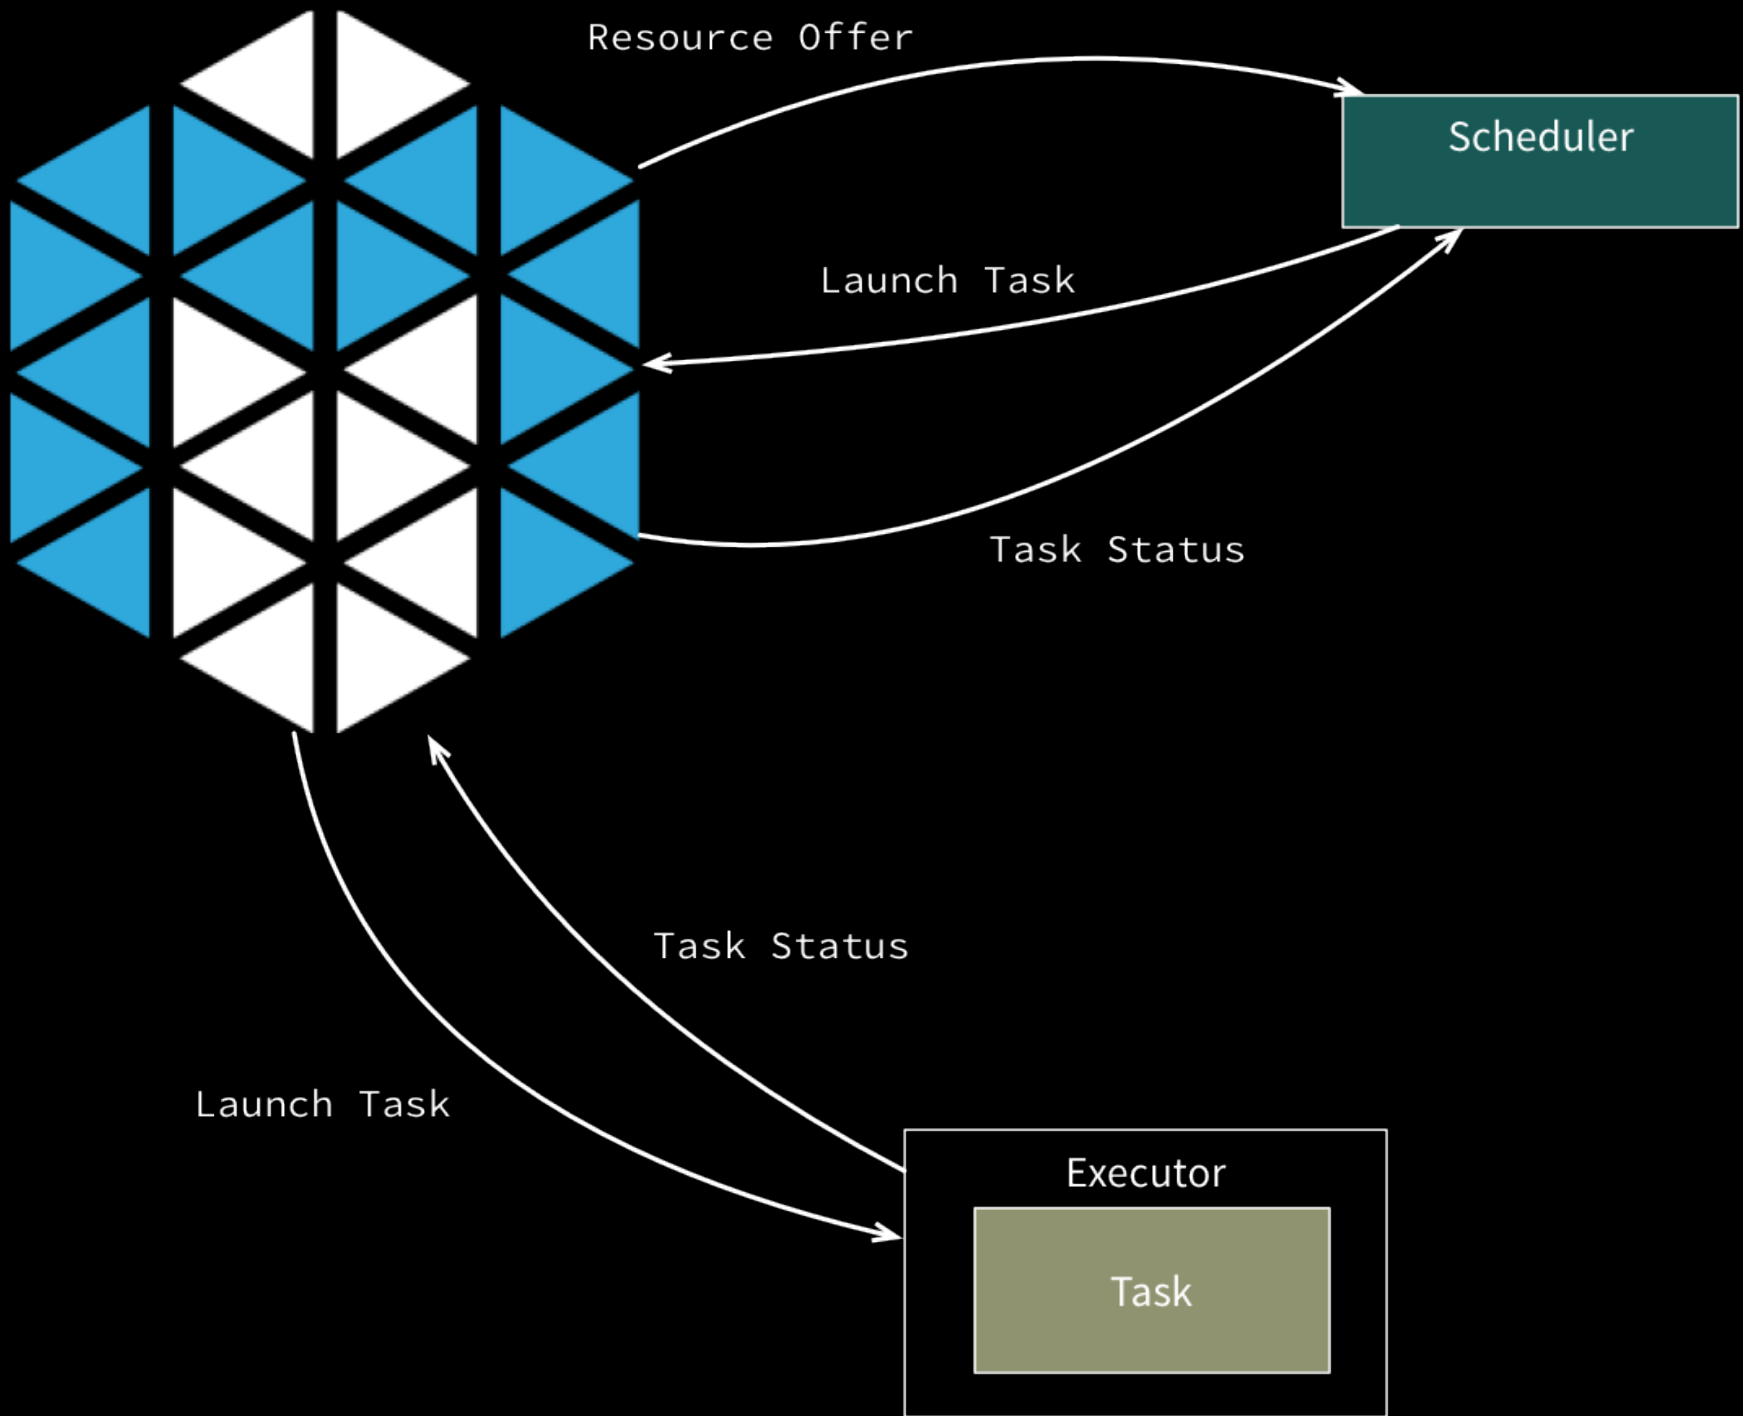 Resource Offer
Scheduler
Launch Task
Task Status
Task Status
Launch Task
Executor
Task